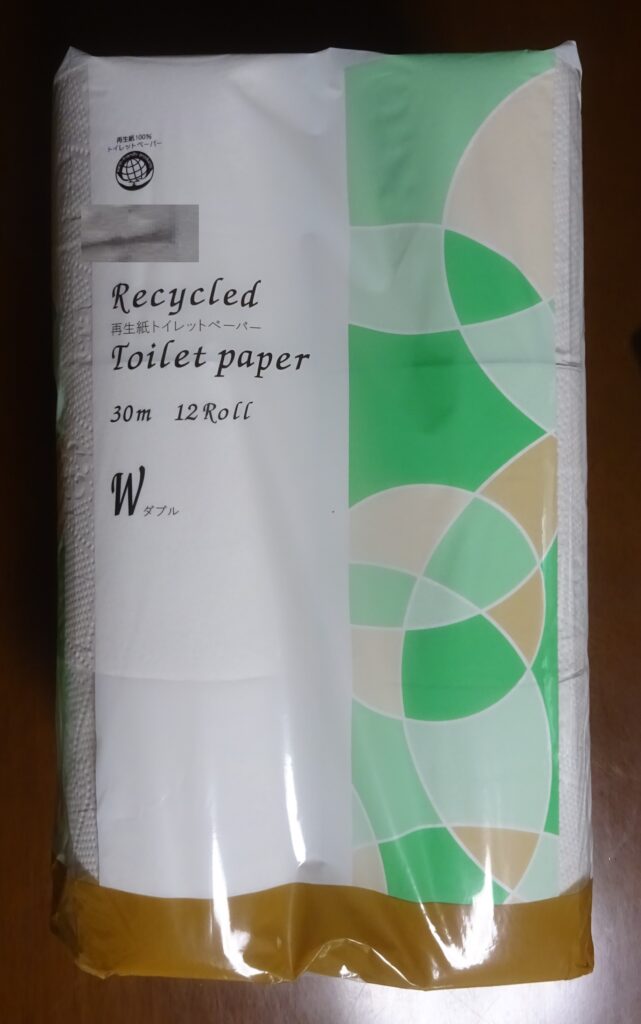 再生紙100%
トイレットペーパー
Recycled
再生紙トイレットペーパー
Toilet paper
30m 12Roll
W ダブル